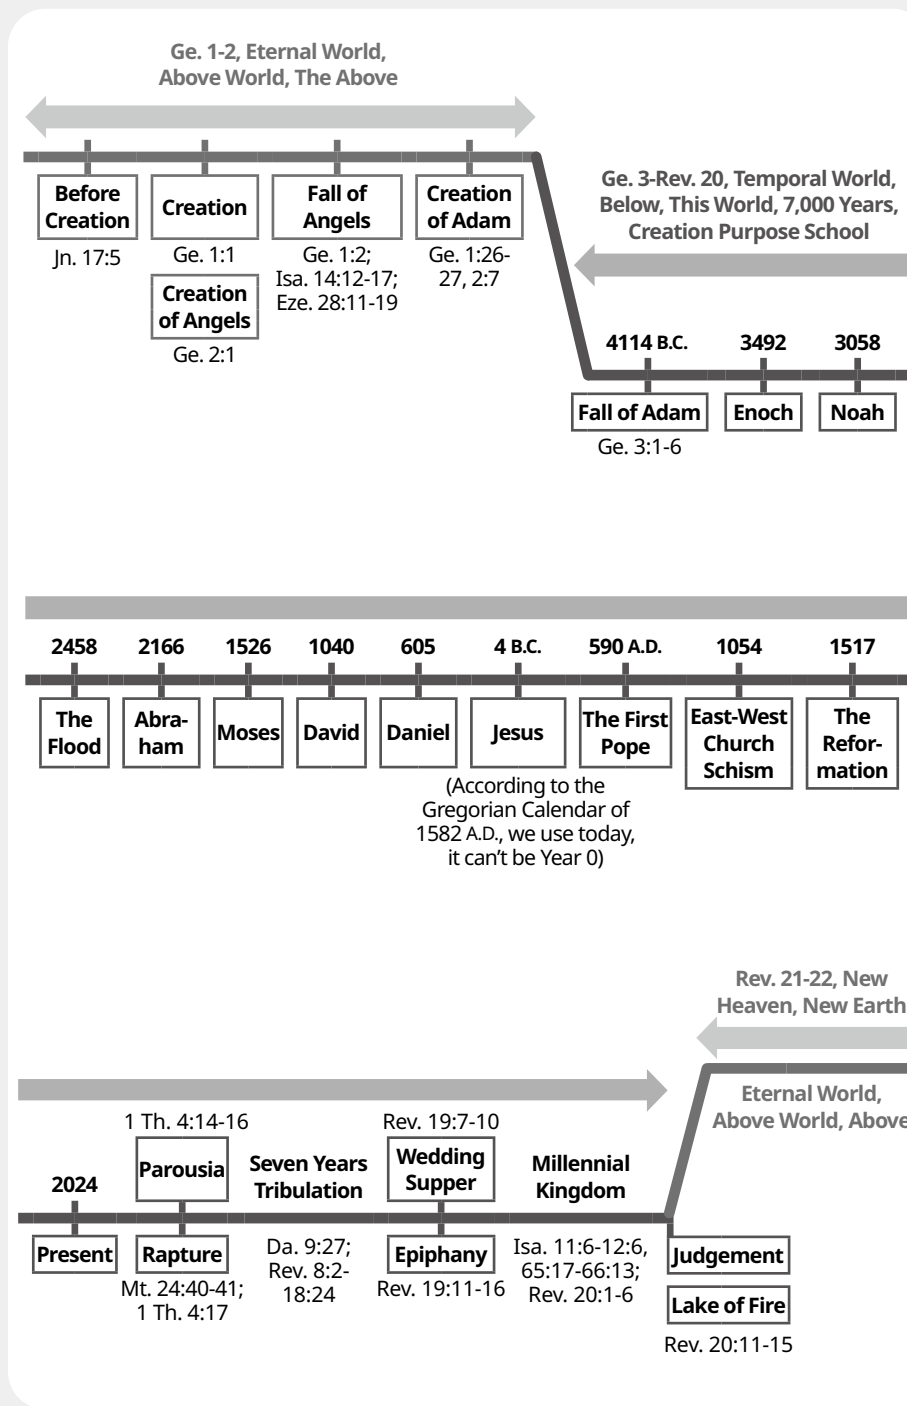 Ge. 1-2, Eternal World,
Above World, The Above
Before
Creation
Jn. 17:5
Creation
Ge. 1:1
Creation
of Angels
Ge. 2:1
Fall of
Angels
Ge. 1:2;
Isa. 14:12-17;
Eze. 28:11-19
Creation
of Adam
Ge. 1:26-
27, 2:7
Ge. 3-Rev. 20, Temporal World,
Below, This World, 7,000 Years,
Creation Purpose School
4114 B.C.
Fall of Adam
Ge. 3:1-6
3492
Enoch
3058
Noah
2458
The
Flood
2166
Abra-
ham
1526
Moses
1040
David
605
Daniel
4 B.C.
Jesus
(According to the
Gregorian Calendar of
1582 A.D., we use today,
it can't be Year 0)
590 A.D.
The First
Pope
1054
East-West
Church
Schism
1517
The
Refor-
mation
Rev. 21-22, New
Heaven, New Earth
Eternal World,
Above World, Above
2024
Present
1 Th. 4:14-16
Parousia
Rapture
Mt. 24:40-41;
1 Th. 4:17
Seven Years
Tribulation
Da. 9:27;
Rev. 8:2-
18:24
Rev. 19:7-10
Wedding
Supper
Epiphany
Rev. 19:11-16
Millennial
Kingdom
Isa. 11:6-12:6,
65:17-66:13;
Rev. 20:1-6
Judgement
Lake of Fire
Rev. 20:11-15